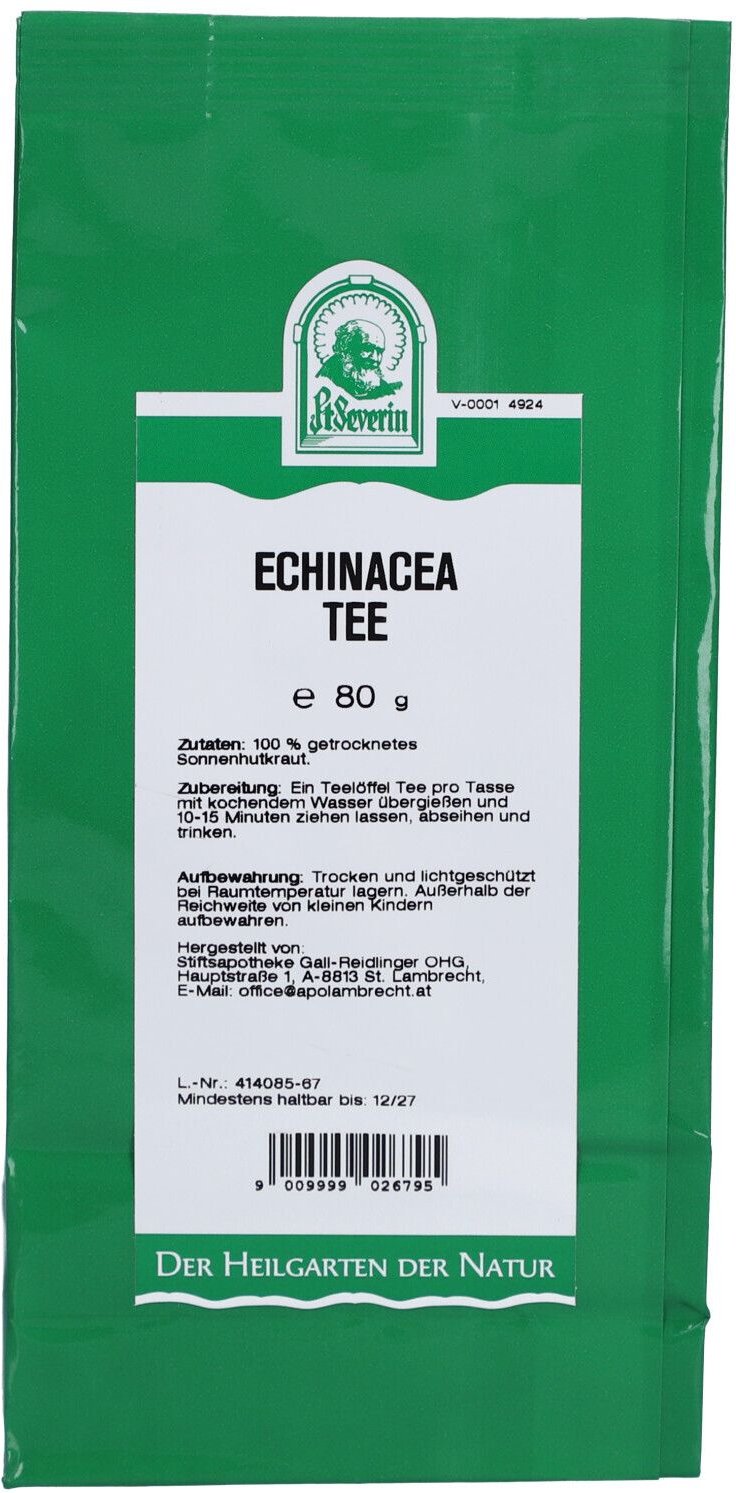 St.Severin
V-0001 4924
ECHINACEA
TEE
℮ 80 g
Zutaten: 100 % getrocknetes
Sonnenhutkraut.
Zubereitung: Ein Teelöffel Tee pro Tasse
mit kochendem Wasser übergießen und
10-15 Minuten ziehen lassen, abseihen und
trinken.
Aufbewahrung: Trocken und lichtgeschützt
bei Raumtemperatur lagern. Außerhalb der
Reichweite von kleinen Kindern
aufbewahren.
Hergestellt von:
Stiftsapotheke Gall-Reidlinger OHG,
Hauptstraße 1, A-8813 St. Lambrecht,
E-Mail: office@apolambrecht.at
L.-Nr.: 414085-67
Mindestens haltbar bis: 12/27
9 009999 026795
DER HEILGARTEN DER NATUR